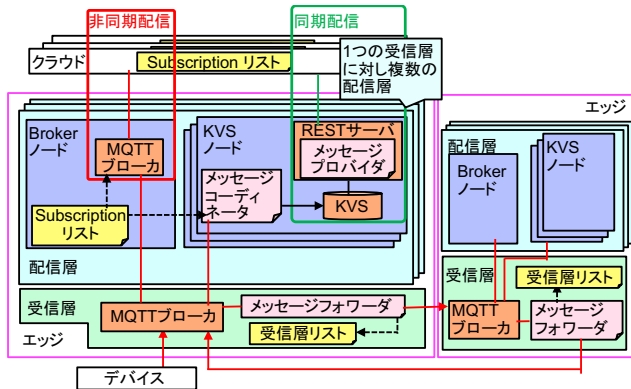 非同期配信
同期配信
クラウド
Subscription リスト
1つの受信層
に対し複数の
配信層
エッジ
Broker
ノード
MQTT
ブローカ
Subscription
リスト
KVS
ノード
メッセージ
コーディ
ネータ
RESTサーバ
メッセージ
プロバイダ
KVS
配信層
配信層
Broker
ノード
KVS
ノード
受信層
MQTTブローカ
メッセージフォワーダ
受信層リスト
エッジ
デバイス
受信層
受信層リスト
MQTT
ブローカ
メッセージ
フォワーダ